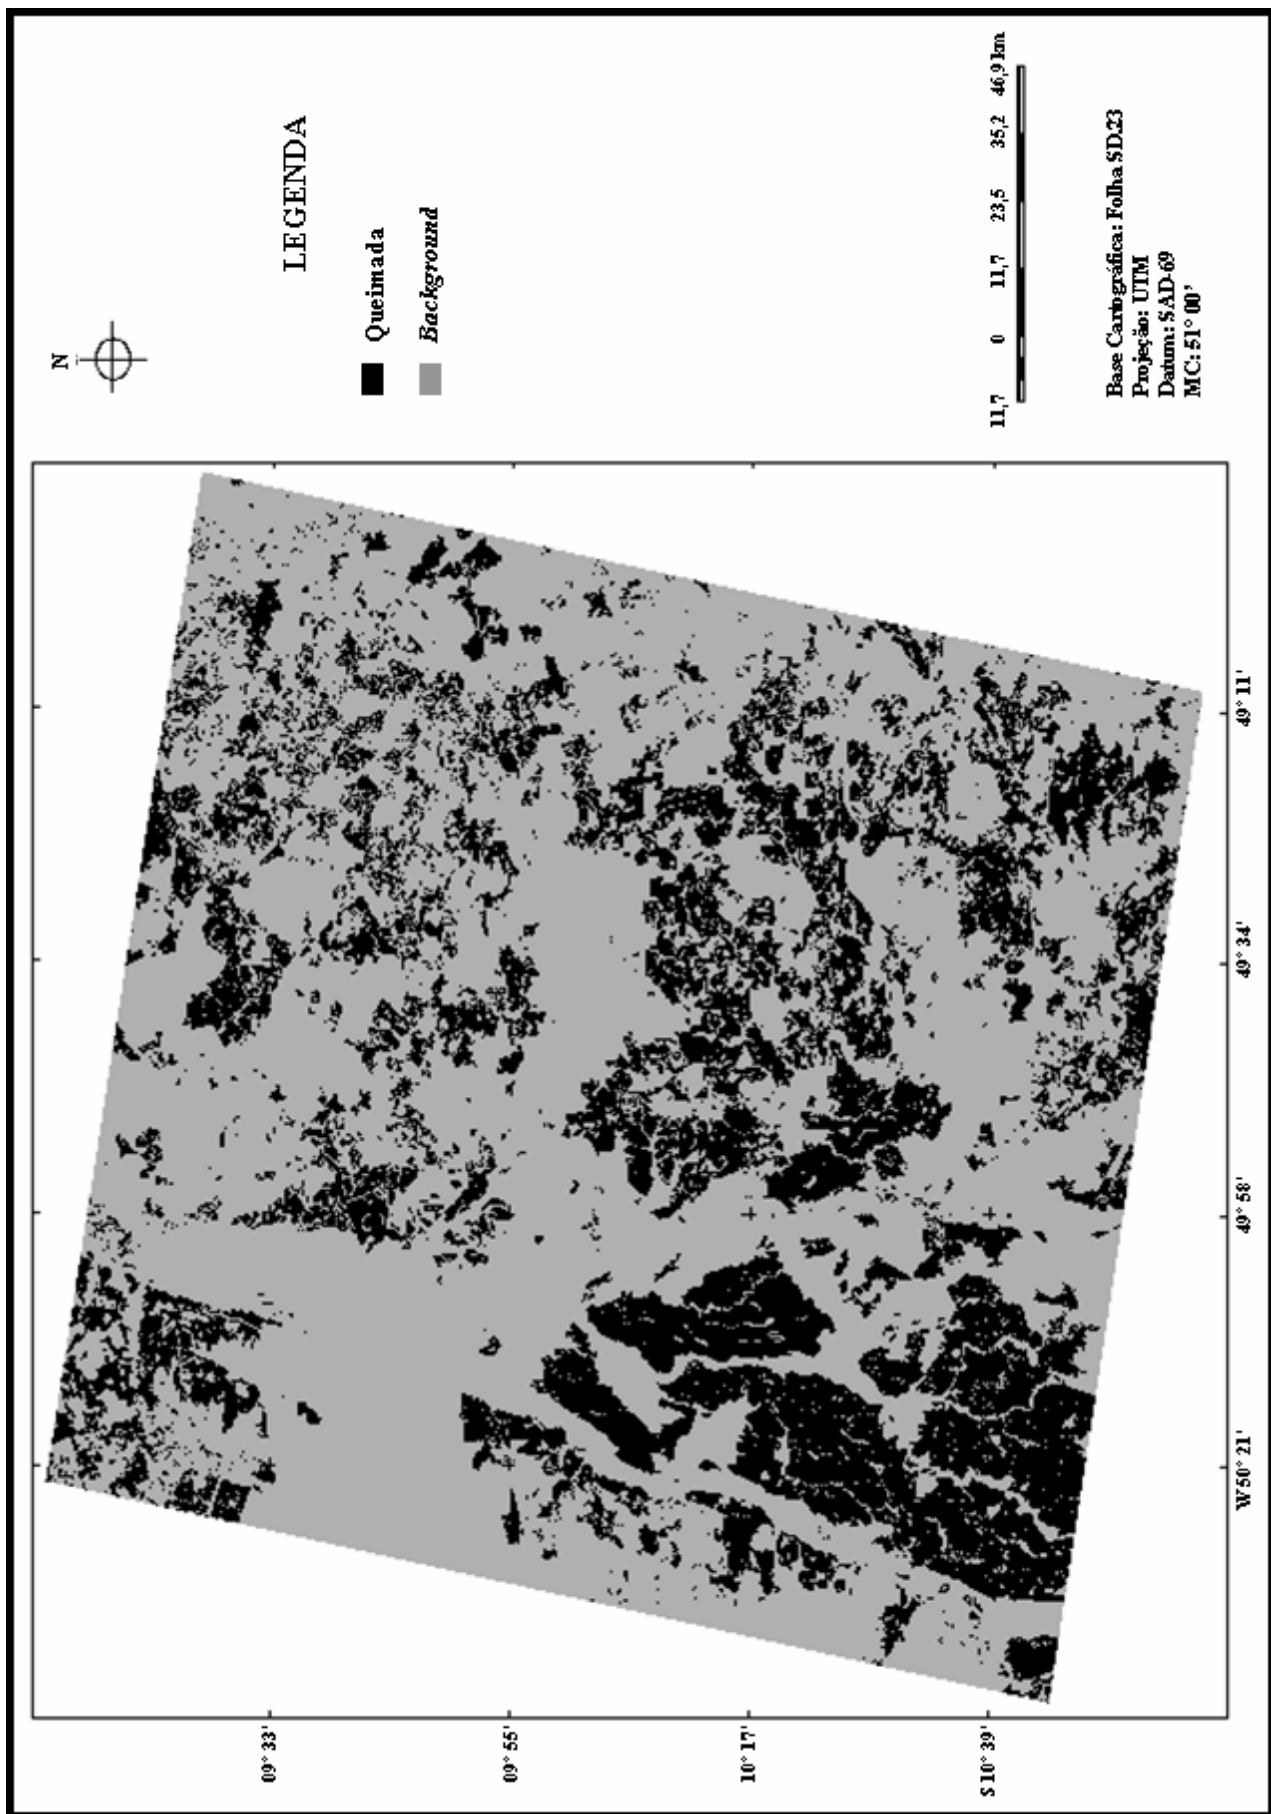 N
LEGENDA
Queimada
Background
11,7 0 11,7 23,5 35,2 46,9 km
Base Cartográfica: Folha SD.23
Projeção: UTM
Datum: SAD-69
MC: 51° 00'
09° 33'
09° 55'
10° 17'
S 10° 39'
W 50° 21' 49° 58' 49° 34' 49° 11'